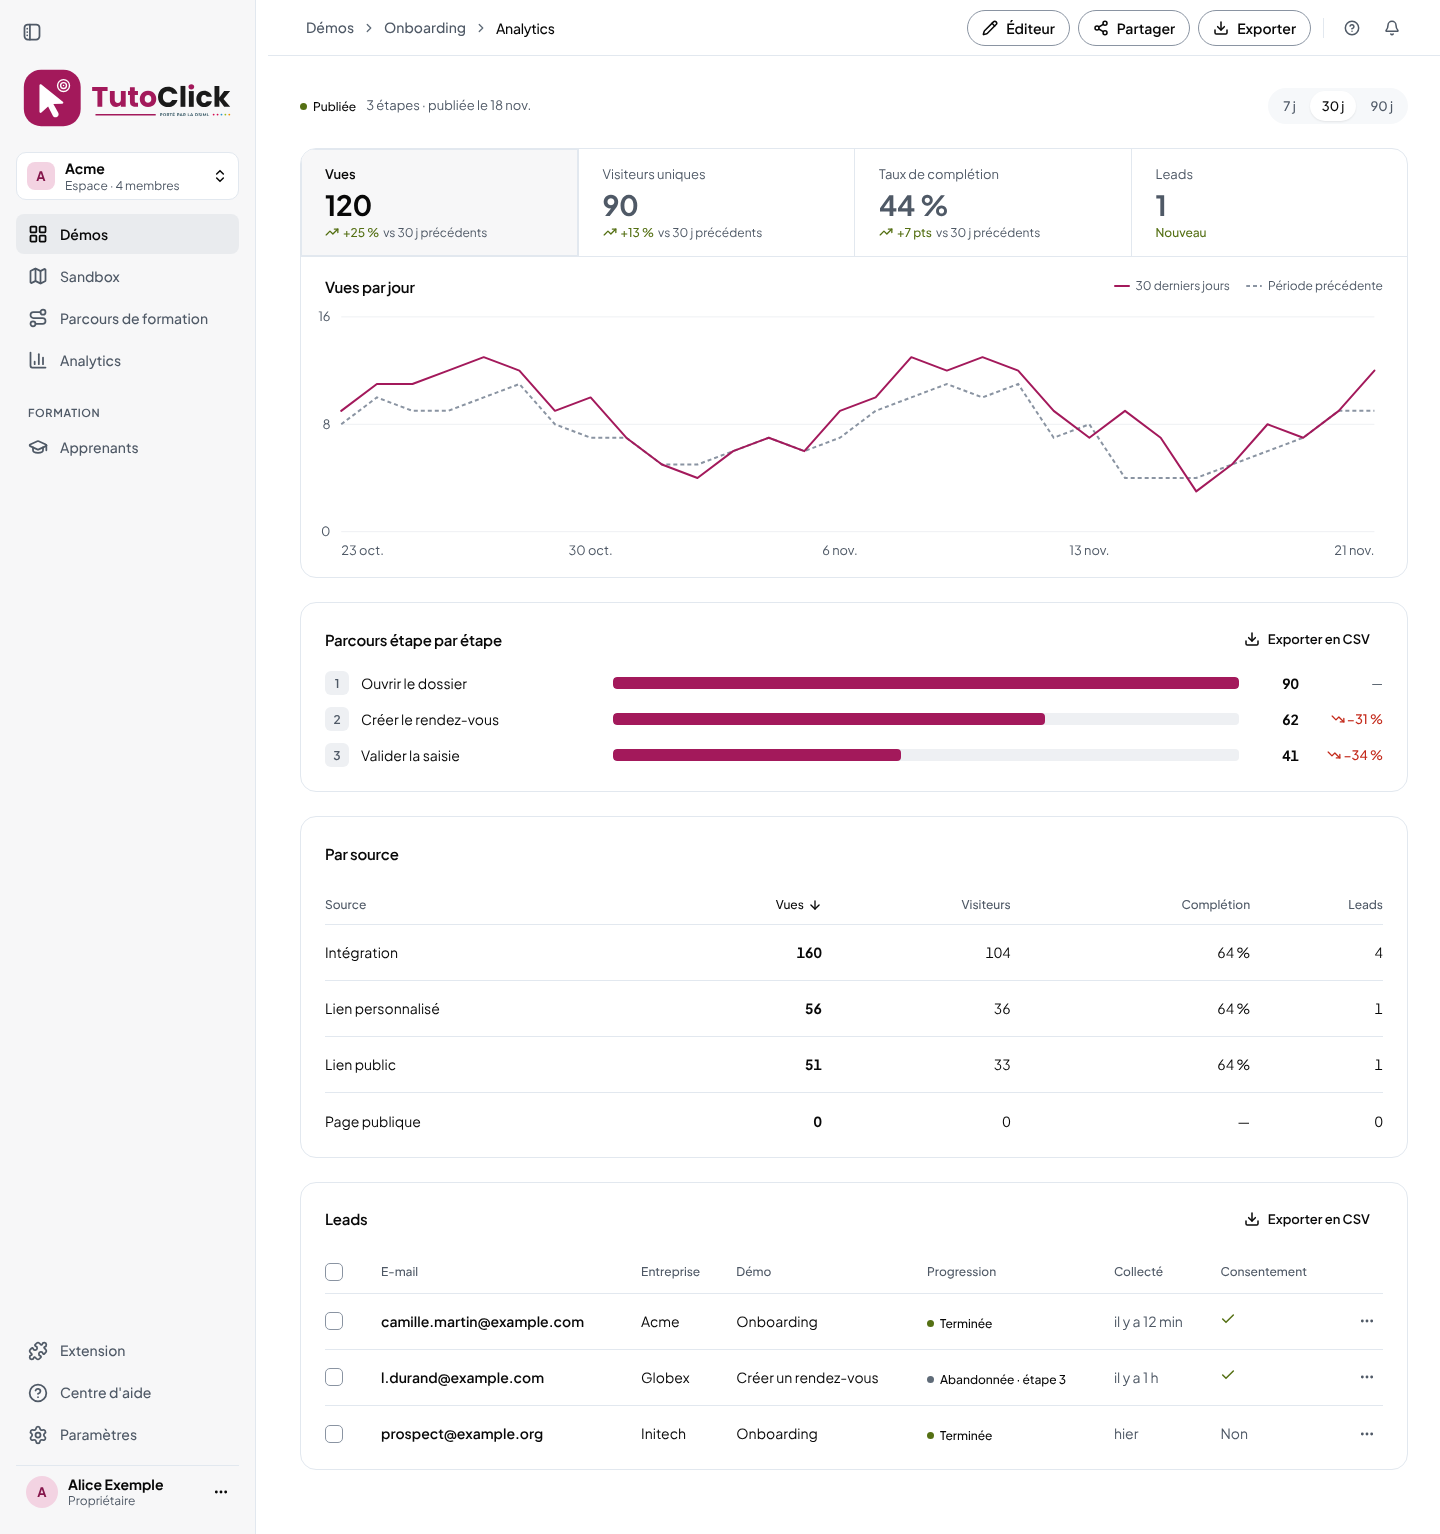 Démos > Onboarding > Analytics
Éditeur
Partager
Exporter
TutoClick
PORTÉ PAR LA DSIML
A
Acme
Espace · 4 membres
Démos
Sandbox
Parcours de formation
Analytics
FORMATION
Apprenants
Extension
Centre d'aide
Paramètres
A
Alice Exemple
Propriétaire
Publiée 3 étapes · publiée le 18 nov.
7 j 30 j 90 j
Vues
120
+25 % vs 30 j précédents
Visiteurs uniques
90
+13 % vs 30 j précédents
Taux de complétion
44 %
+7 pts vs 30 j précédents
Leads
1
Nouveau
Vues par jour
30 derniers jours
Période précédente
16
8
0
23 oct. 30 oct. 6 nov. 13 nov. 21 nov.
Parcours étape par étape
Exporter en CSV
1 Ouvrir le dossier 90 —
2 Créer le rendez-vous 62 −31 %
3 Valider la saisie 41 −34 %
Par source
Source Vues ↓ Visiteurs Complétion Leads
Intégration 160 104 64 % 4
Lien personnalisé 56 36 64 % 1
Lien public 51 33 64 % 1
Page publique 0 0 — 0
Leads
Exporter en CSV
E-mail Entreprise Démo Progression Collecté Consentement
camille.martin@example.com Acme Onboarding Terminée il y a 12 min
l.durand@example.com Globex Créer un rendez-vous Abandonnée · étape 3 il y a 1 h
prospect@example.org Initech Onboarding Terminée hier Non